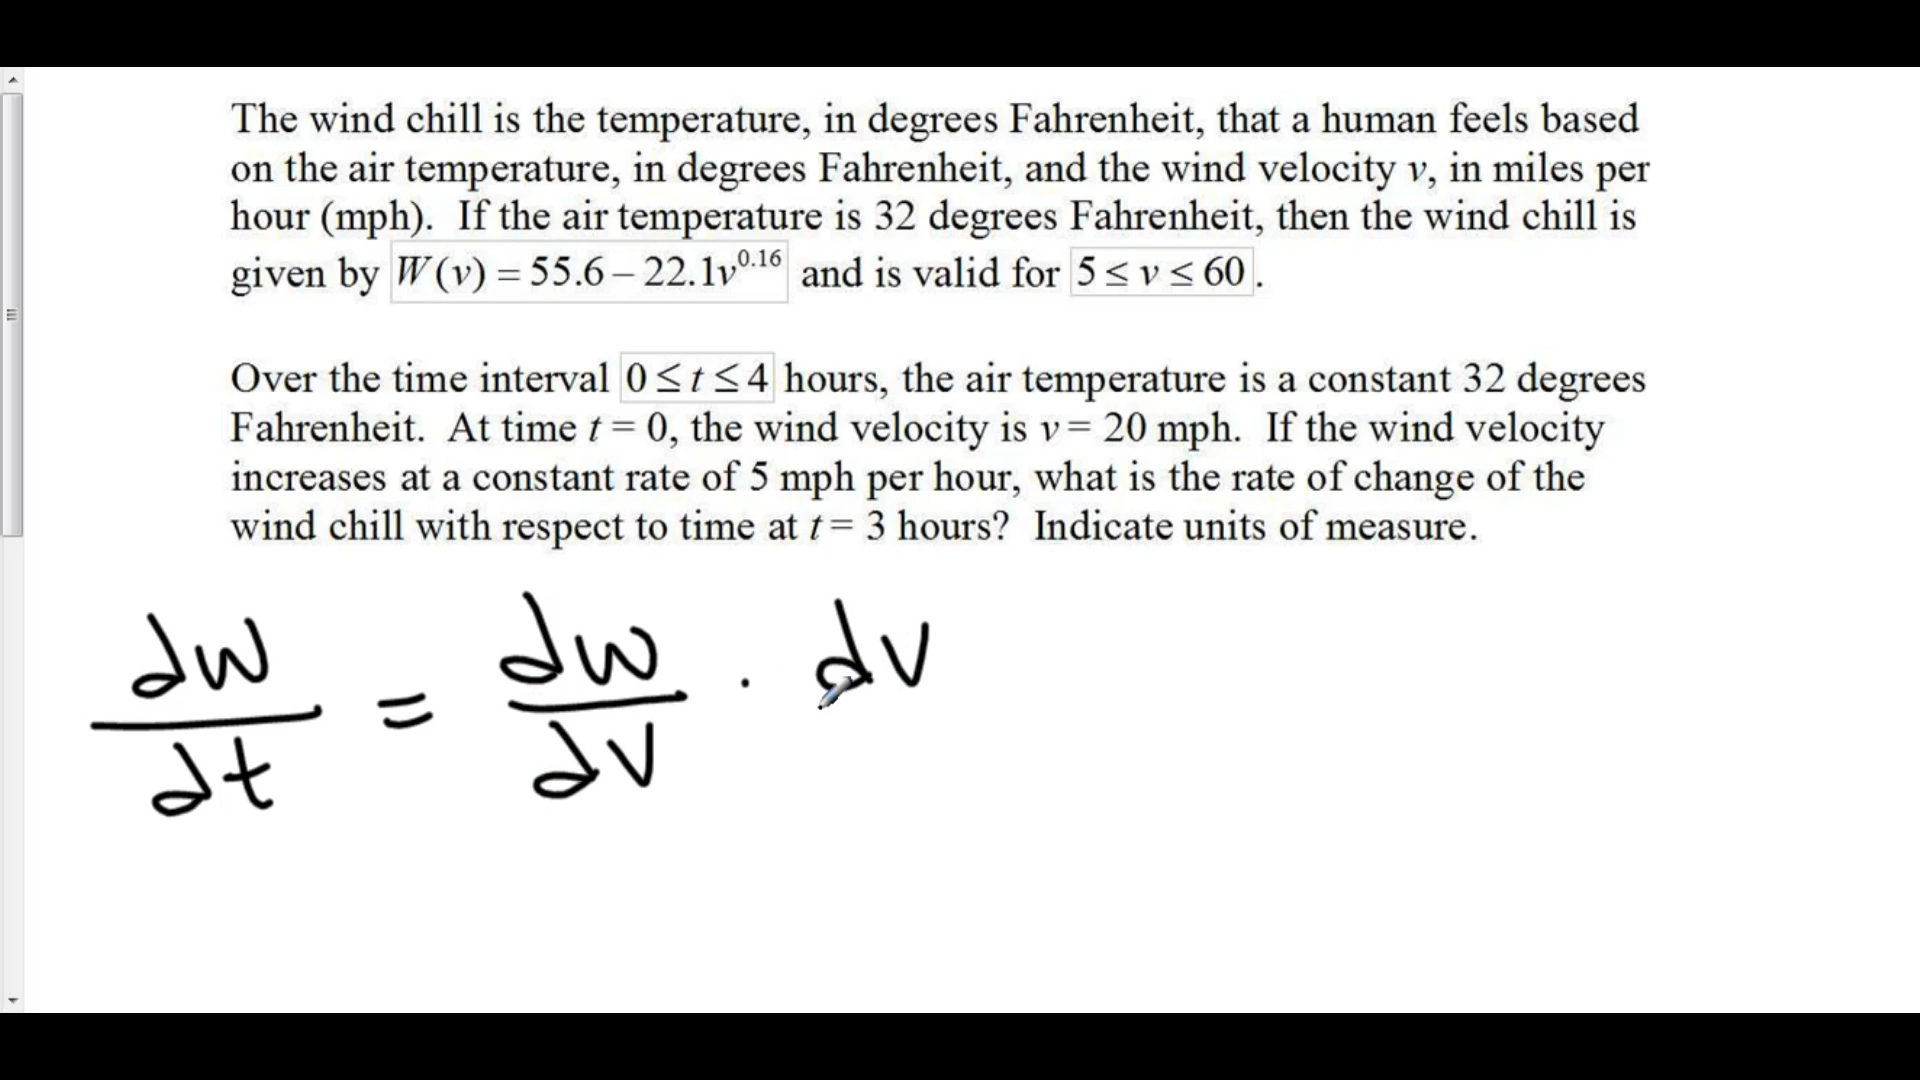 The wind chill is the temperature, in degrees Fahrenheit, that a human feels based
on the air temperature, in degrees Fahrenheit, and the wind velocity v, in miles per
hour (mph).  If the air temperature is 32 degrees Fahrenheit, then the wind chill is
given by W(v) = 55.6 – 22.1v^0.16 and is valid for 5 ≤ v ≤ 60.
Over the time interval 0 ≤ t ≤ 4 hours, the air temperature is a constant 32 degrees
Fahrenheit.  At time t = 0, the wind velocity is v = 20 mph.  If the wind velocity
increases at a constant rate of 5 mph per hour, what is the rate of change of the
wind chill with respect to time at t = 3 hours?  Indicate units of measure.
dw/dt = dw/dv · dv